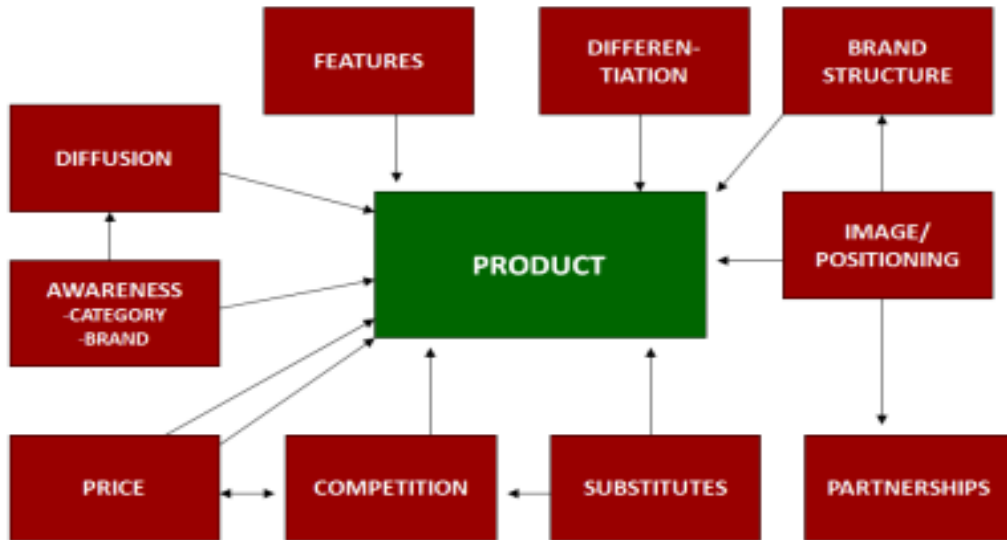 FEATURES
DIFFEREN-
TIATION
BRAND
STRUCTURE
DIFFUSION
PRODUCT
IMAGE/
POSITIONING
AWARENESS
-CATEGORY
-BRAND
PRICE
COMPETITION
SUBSTITUTES
PARTNERSHIPS